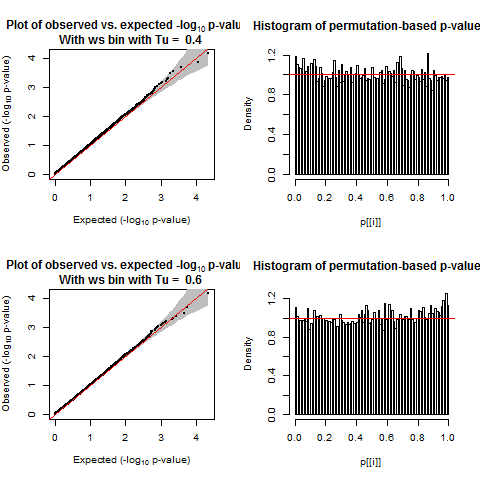 Plot of observed vs. expected -log10 p-valu
With ws bin with Tu = 0.4
Observed (-log10 p-value)
0 1 2 3 4
0 1 2 3 4
Expected (-log10 p-value)
Histogram of permutation-based p-value
Density
0.0 0.4 0.8 1.2
0.0 0.2 0.4 0.6 0.8 1.0
p[[i]]
Plot of observed vs. expected -log10 p-valu
With ws bin with Tu = 0.6
Observed (-log10 p-value)
0 1 2 3 4
0 1 2 3 4
Expected (-log10 p-value)
Histogram of permutation-based p-value
Density
0.0 0.4 0.8 1.2
0.0 0.2 0.4 0.6 0.8 1.0
p[[i]]